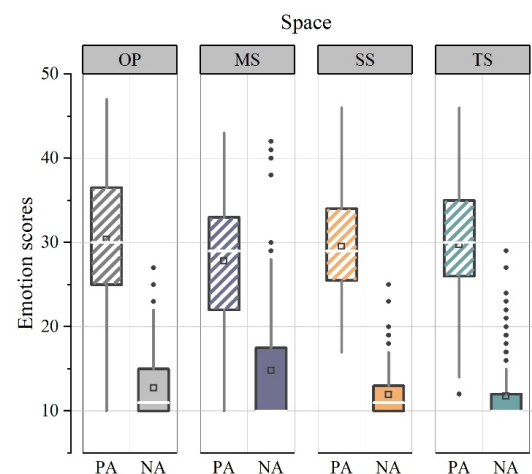 Space
OP MS SS TS
Emotion scores
50
40
30
20
10
PA NA PA NA PA NA PA NA